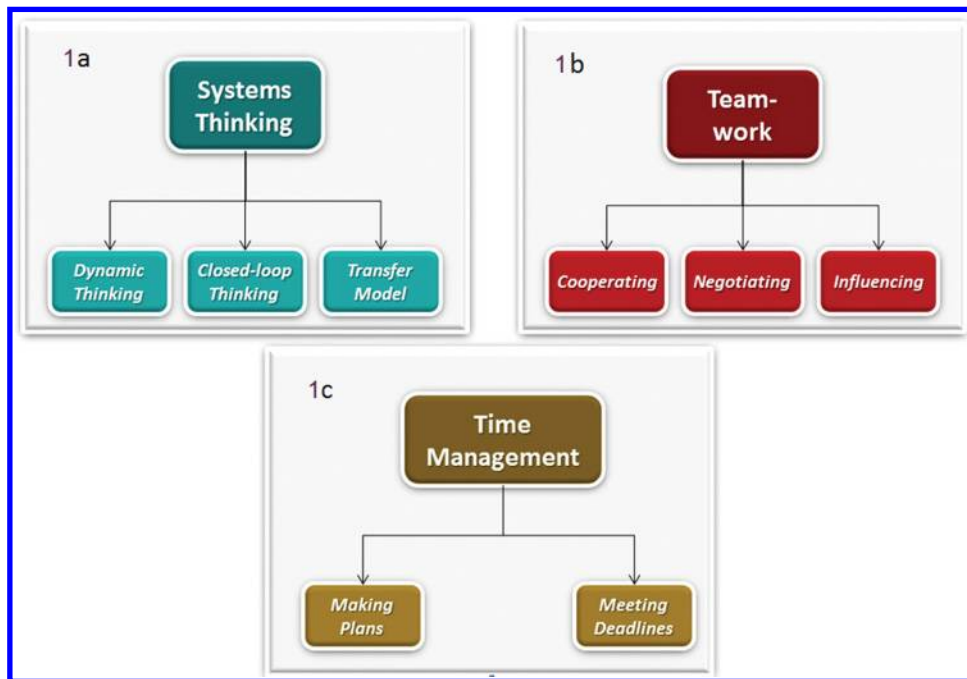 1a
Systems
Thinking
Dynamic
Thinking
Closed-loop
Thinking
Transfer
Model
1b
Team-
work
Cooperating
Negotiating
Influencing
1c
Time
Management
Making
Plans
Meeting
Deadlines